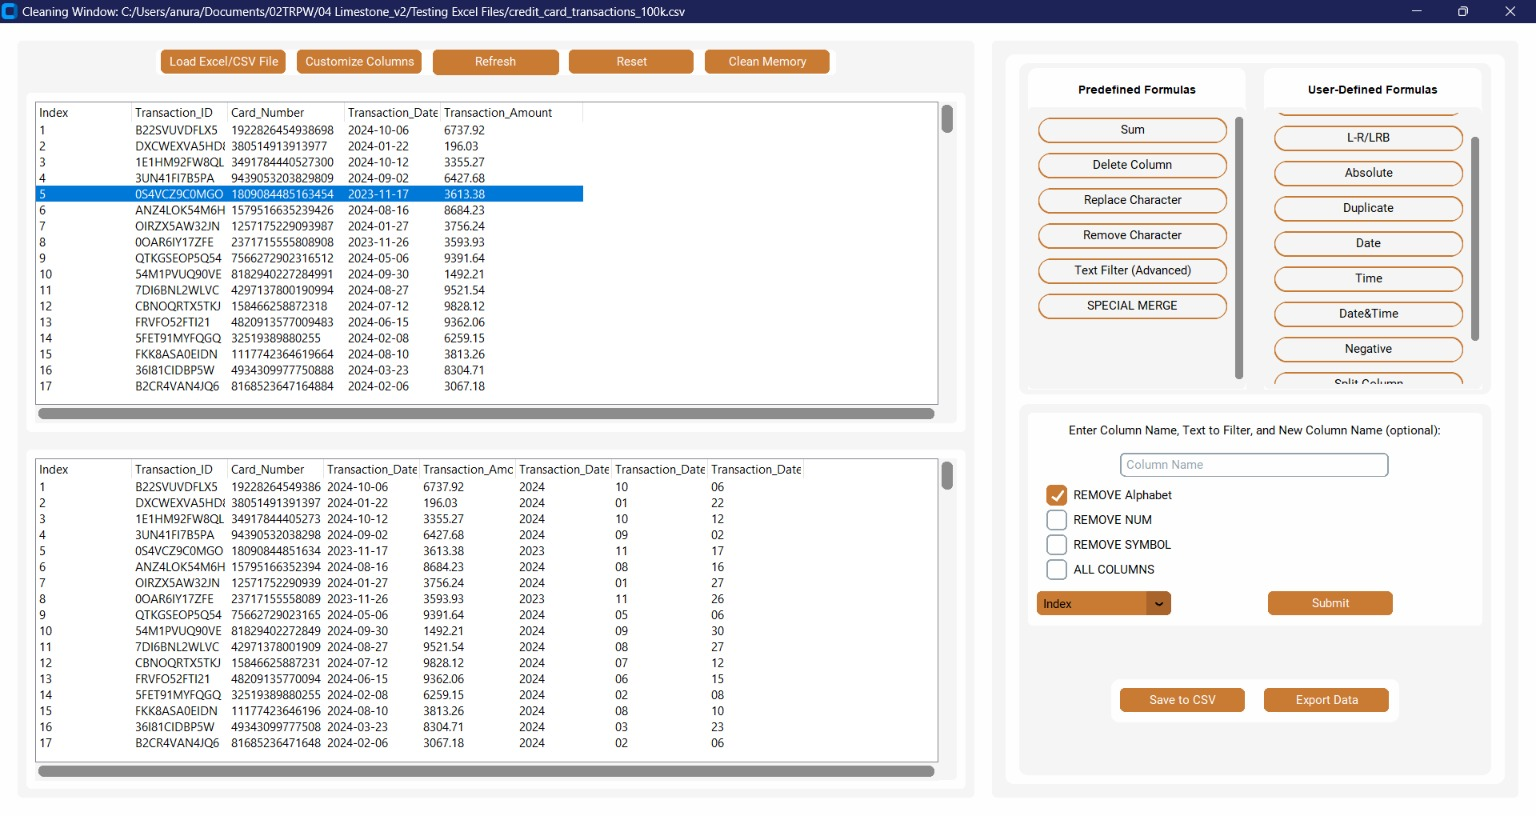 Cleaning Window: C:/Users/anura/Documents/02TRPW/04 Limestone_v2/Testing Excel Files/credit_card_transactions_100k.csv
Load Excel/CSV File Customize Columns Refresh Reset Clean Memory
Index Transaction_ID Card_Number Transaction_Date Transaction_Amount
1 B22SVUVDFLX5 1922826454938698 2024-10-06 6737.92
2 DXCWEXVA5HD8 380514913913977 2024-01-22 196.03
3 1E1HM92FW8QL 3491784440527300 2024-10-12 3355.27
4 3UN41FI7B5PA 9439053203829809 2024-09-02 6427.68
5 0S4VCZ9C0MGO 1809084485163454 2023-11-17 3613.38
6 ANZ4LOK54M6H 1579516635239426 2024-08-16 8684.23
7 OIRZX5AW32JN 1257175229093987 2024-01-27 3756.24
8 0OAR6IY17ZFE 2371715555808908 2023-11-26 3593.93
9 QTKGSEOP5Q54 7566272902316512 2024-05-06 9391.64
10 54M1PVUQ90VE 8182940227284991 2024-09-30 1492.21
11 7DI6BNL2WLVC 4297137800190994 2024-08-27 9521.54
12 CBNOQRTX5TKJ 158466258872318 2024-07-12 9828.12
13 FRVFO52FTI21 4820913577009483 2024-06-15 9362.06
14 5FET91MYFQGQ 32519389880255 2024-02-08 6259.15
15 FKK8ASA0EIDN 1117742364619664 2024-08-10 3813.26
16 36I81CIDBP5W 4934309977750888 2024-03-23 8304.71
17 B2CR4VAN4JQ6 8168523647164884 2024-02-06 3067.18
Index Transaction_ID Card_Number Transaction_Date Transaction_Amc Transaction_Date Transaction_Date Transaction_Date
1 B22SVUVDFLX5 19228264549386 2024-10-06 6737.92 2024 10 06
2 DXCWEXVA5HD8 38051491391397 2024-01-22 196.03 2024 01 22
3 1E1HM92FW8QL 34917844405273 2024-10-12 3355.27 2024 10 12
4 3UN41FI7B5PA 94390532038298 2024-09-02 6427.68 2024 09 02
5 0S4VCZ9C0MGO 18090844851634 2023-11-17 3613.38 2023 11 17
6 ANZ4LOK54M6H 15795166352394 2024-08-16 8684.23 2024 08 16
7 OIRZX5AW32JN 12571752290939 2024-01-27 3756.24 2024 01 27
8 0OAR6IY17ZFE 23717155558089 2023-11-26 3593.93 2023 11 26
9 QTKGSEOP5Q54 75662729023165 2024-05-06 9391.64 2024 05 06
10 54M1PVUQ90VE 81829402272849 2024-09-30 1492.21 2024 09 30
11 7DI6BNL2WLVC 42971378001909 2024-08-27 9521.54 2024 08 27
12 CBNOQRTX5TKJ 15846625887231 2024-07-12 9828.12 2024 07 12
13 FRVFO52FTI21 48209135770094 2024-06-15 9362.06 2024 06 15
14 5FET91MYFQGQ 32519389880255 2024-02-08 6259.15 2024 02 08
15 FKK8ASA0EIDN 11177423646196 2024-08-10 3813.26 2024 08 10
16 36I81CIDBP5W 49343099777508 2024-03-23 8304.71 2024 03 23
17 B2CR4VAN4JQ6 81685236471648 2024-02-06 3067.18 2024 02 06
Predefined Formulas
Sum
Delete Column
Replace Character
Remove Character
Text Filter (Advanced)
SPECIAL MERGE
User-Defined Formulas
L-R/LRB
Absolute
Duplicate
Date
Time
Date&Time
Negative
Split Column
Enter Column Name, Text to Filter, and New Column Name (optional):
Column Name
REMOVE Alphabet
REMOVE NUM
REMOVE SYMBOL
ALL COLUMNS
Index Submit
Save to CSV Export Data